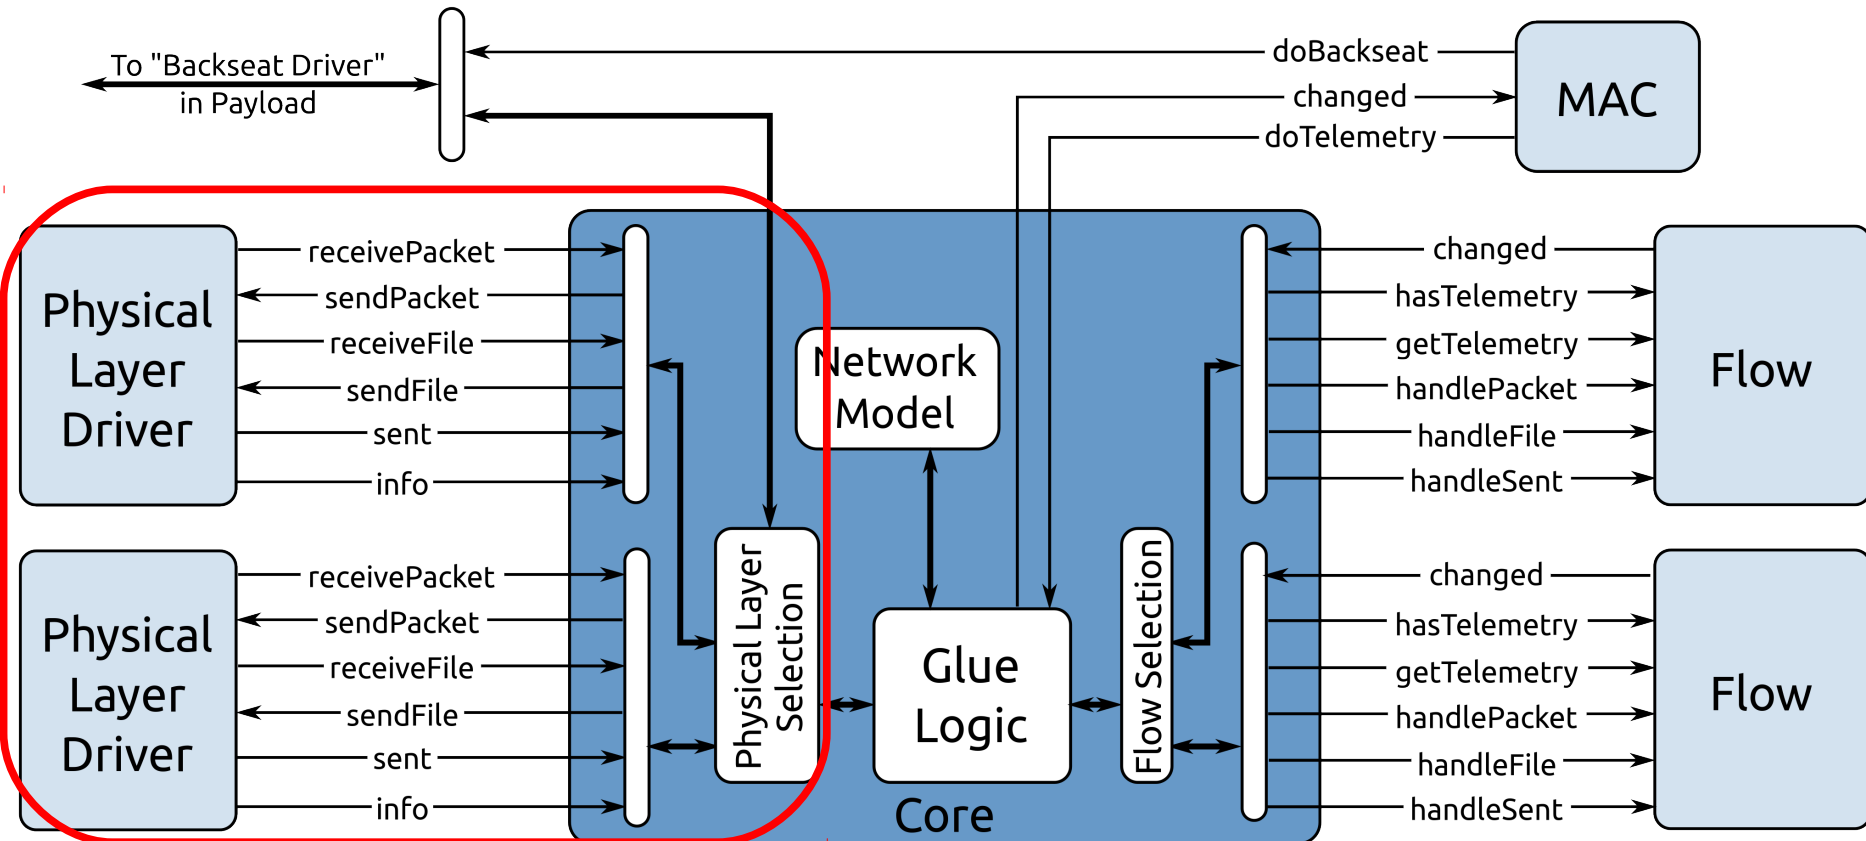 To "Backseat Driver"
in Payload
doBackseat
changed
doTelemetry
MAC
Physical
Layer
Driver
receivePacket
sendPacket
receiveFile
sendFile
sent
info
Physical
Layer
Driver
receivePacket
sendPacket
receiveFile
sendFile
sent
info
Network
Model
Physical Layer
Selection
Glue
Logic
Flow Selection
Core
changed
hasTelemetry
getTelemetry
handlePacket
handleFile
handleSent
Flow
changed
hasTelemetry
getTelemetry
handlePacket
handleFile
handleSent
Flow